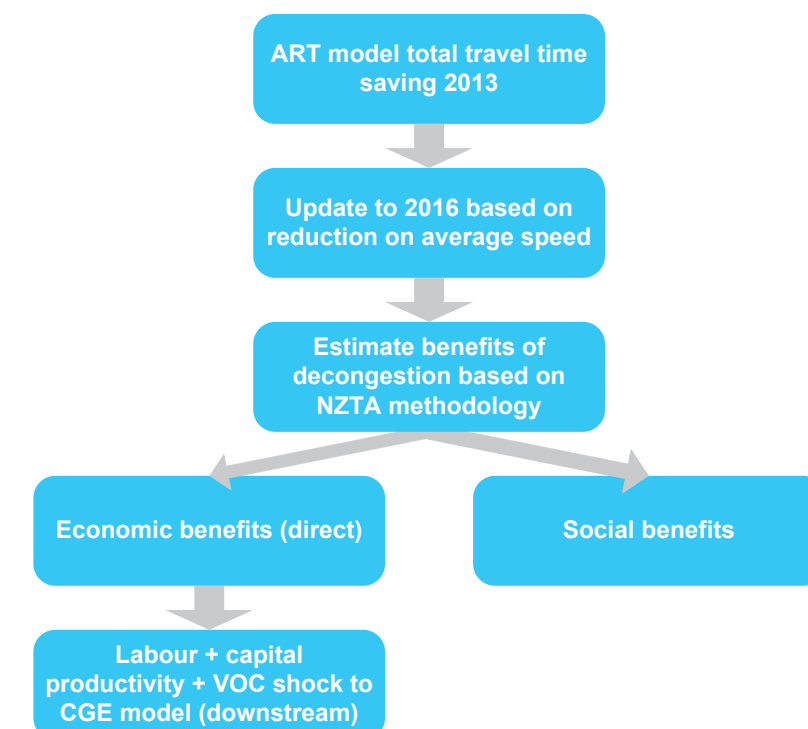 ART model total travel time
saving 2013
Update to 2016 based on
reduction on average speed
Estimate benefits of
decongestion based on
NZTA methodology
Economic benefits (direct)
Social benefits
Labour + capital
productivity + VOC shock to
CGE model (downstream)